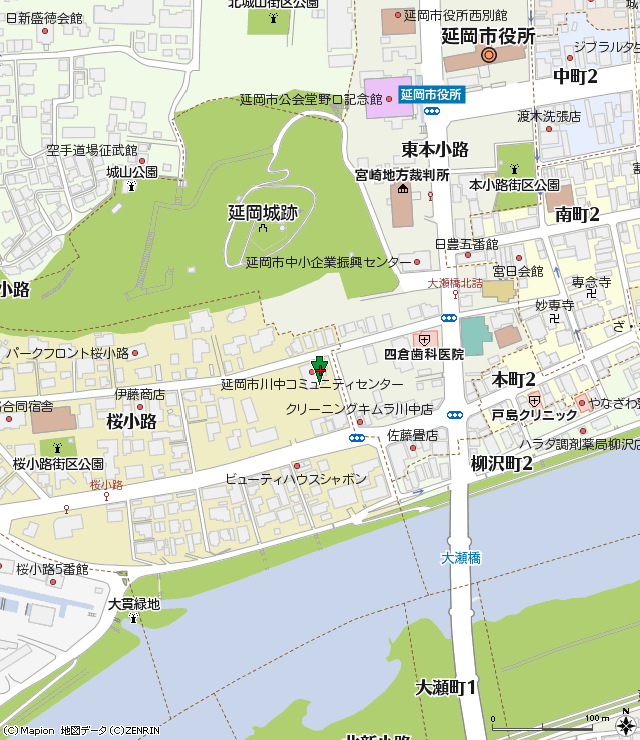 日新盛徳会館
北城山街区公園
延岡市役所西別館
延岡市役所
ジブラルタ生
中町2
延岡市公会堂野口記念館
延岡市役所
渡木洗張店
空手道場征武館
城山公園
東本小路
宮崎地方裁判所
本小路街区公園
延岡城跡
南町2
日豊五番館
延岡市中小企業振興センター
宮日会館
大瀬橋北詰
専念寺
妙専寺
小路
パークフロント桜小路
四倉歯科医院
さ・
延岡市川中コミュニティセンター
本町2
伊藤商店
クリーニングキムラ川中店
戸島クリニック
やなざわ
合同宿舎
桜小路
佐藤畳店
ハラダ調剤薬局柳沢店
桜小路街区公園
柳沢町2
桜小路
ビューティハウスシャボン
大瀬橋
桜小路5番館
大貫緑地
大瀬町1
北新小路
100 m
(C)Mapion 地図データ (C)ZENRIN